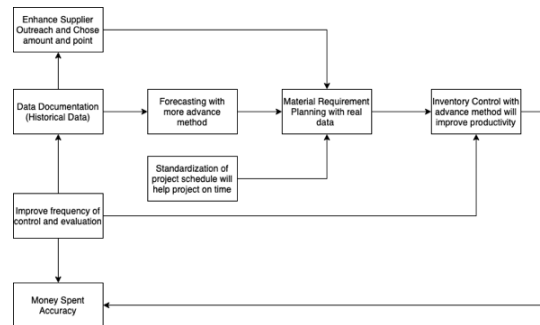 Enhance Supplier
Outreach and Chose
amount and point
Data Documentation
(Historical Data)
Forecasting with
more advance
method
Material Requirement
Planning with real
data
Inventory Control with
advance method will
improve productivity
Standardization of
project schedule will
help project on time
Improve frequency of
control and evaluation
Money Spent
Accuracy